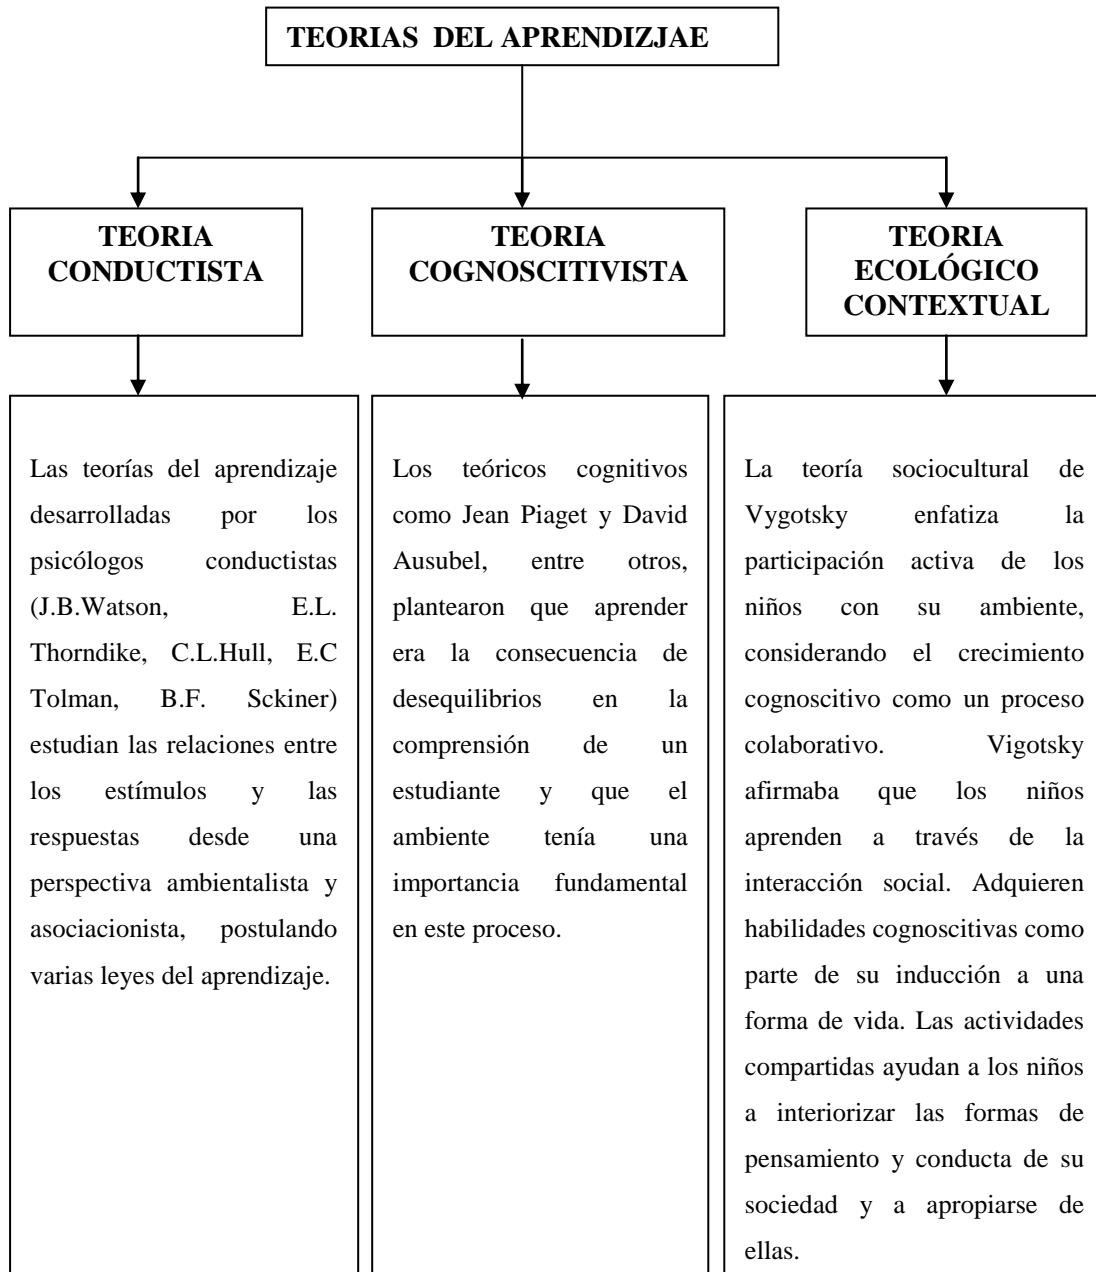 TEORIAS DEL APRENDIZJAE
TEORIA
CONDUCTISTA
TEORIA
COGNOSCITIVISTA
TEORIA
ECOLÓGICO
CONTEXTUAL
Las teorías del aprendizaje
desarrolladas por los
psicólogos conductistas
(J.B.Watson, E.L.
Thorndike, C.L.Hull, E.C
Tolman, B.F. Sckiner)
estudian las relaciones entre
los estímulos y las
respuestas desde una
perspectiva ambientalista y
asociacionista, postulando
varias leyes del aprendizaje.
Los teóricos cognitivos
como Jean Piaget y David
Ausubel, entre otros,
plantearon que aprender
era la consecuencia de
desequilibrios en la
comprensión de un
estudiante y que el
ambiente tenía una
importancia fundamental
en este proceso.
La teoría sociocultural de
Vygotsky enfatiza la
participación activa de los
niños con su ambiente,
considerando el crecimiento
cognoscitivo como un proceso
colaborativo. Vigotsky
afirmaba que los niños
aprenden a través de la
interacción social. Adquieren
habilidades cognoscitivas como
parte de su inducción a una
forma de vida. Las actividades
compartidas ayudan a los niños
a interiorizar las formas de
pensamiento y conducta de su
sociedad y a apropiarse de
ellas.